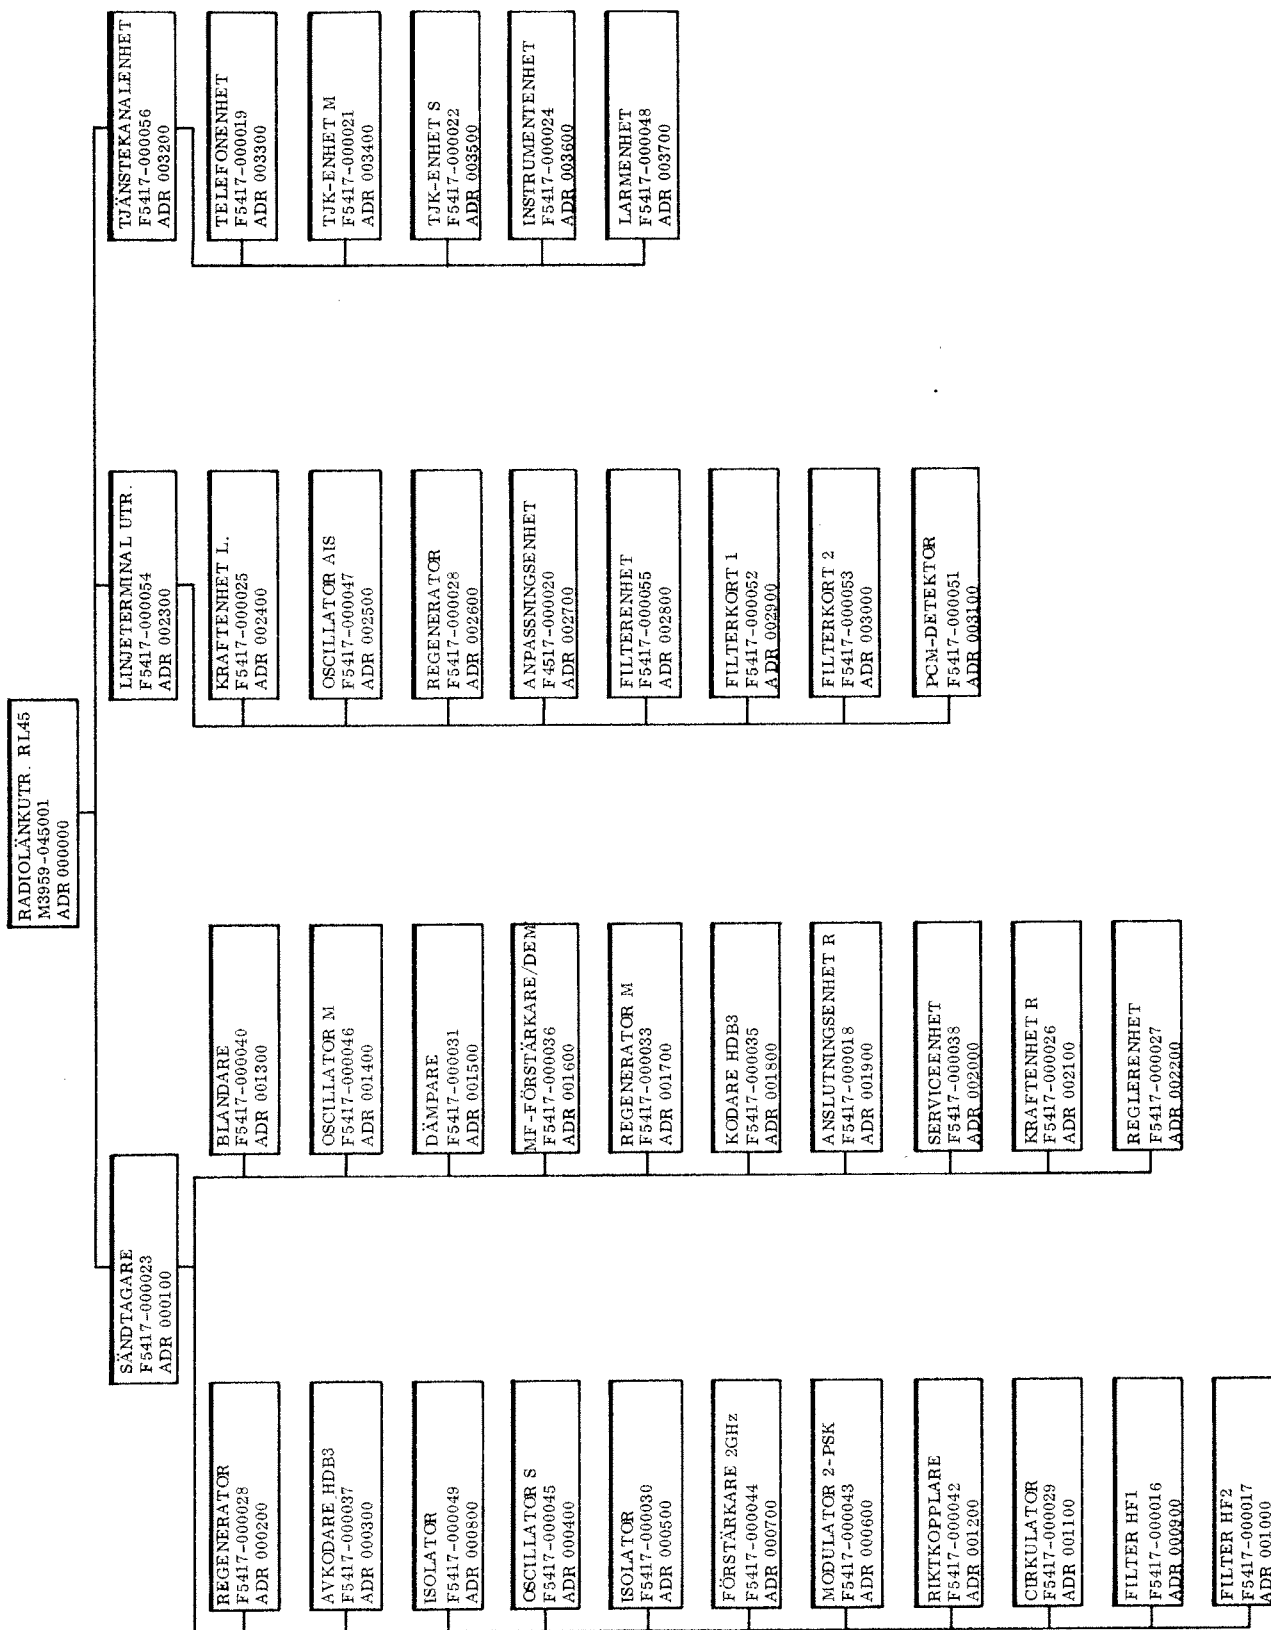 RADIOLÄNKUTR. RL45
M3959-045001
ADR 000000
SÄNDTAGARE
F5417-000023
ADR 000100
REGENERATOR
F5417-000028
ADR 000200
AVKODARE HDB3
F5417-000037
ADR 000300
ISOLATOR
F5417-000049
ADR 000800
OSCILLATOR S
F5417-000045
ADR 000400
ISOLATOR
F5417-000030
ADR 000500
FÖRSTÄRKARE 2GHz
F5417-000044
ADR 000700
MODULATOR 2-PSK
F5417-000043
ADR 000600
RIKTKOPPLARE
F5417-000042
ADR 001200
CIRKULATOR
F5417-000029
ADR 001100
FILTER HF1
F5417-000016
ADR 000900
FILTER HF2
F5417-000017
ADR 001000
BLANDARE
F5417-000040
ADR 001300
OSCILLATOR M
F5417-000046
ADR 001400
DÄMPARE
F5417-000031
ADR 001500
MF-FÖRSTÄRKARE/DEM
F5417-000036
ADR 001600
REGENERATOR M
F5417-000033
ADR 001700
KODARE HDB3
F5417-000035
ADR 001800
ANSLUTNINGSENHET R
F5417-000018
ADR 001900
SERVICEENHET
F5417-000038
ADR 002000
KRAFTENHET R
F5417-000026
ADR 002100
REGLERENHET
F5417-000027
ADR 002200
LINJETERMINAL UTR.
F5417-000054
ADR 002300
KRAFTENHET L.
F5417-000025
ADR 002400
OSCILLATOR AIS
F5417-000047
ADR 002500
REGENERATOR
F5417-000028
ADR 002600
ANPASSNINGSENHET
F4517-000020
ADR 002700
FILTERENHET
F5417-000055
ADR 002800
FILTERKORT 1
F5417-000052
ADR 002900
FILTERKORT 2
F5417-000053
ADR 003000
PCM-DETEKTOR
F5417-000051
ADR 003100
TJÄNSTEKANALENHET
F5417-000056
ADR 003200
TELEFONENHET
F5417-000019
ADR 003300
TJK-ENHET M
F5417-000021
ADR 003400
TJK-ENHET S
F5417-000022
ADR 003500
INSTRUMENTENHET
F5417-000024
ADR 003600
LARMENHET
F5417-000048
ADR 003700